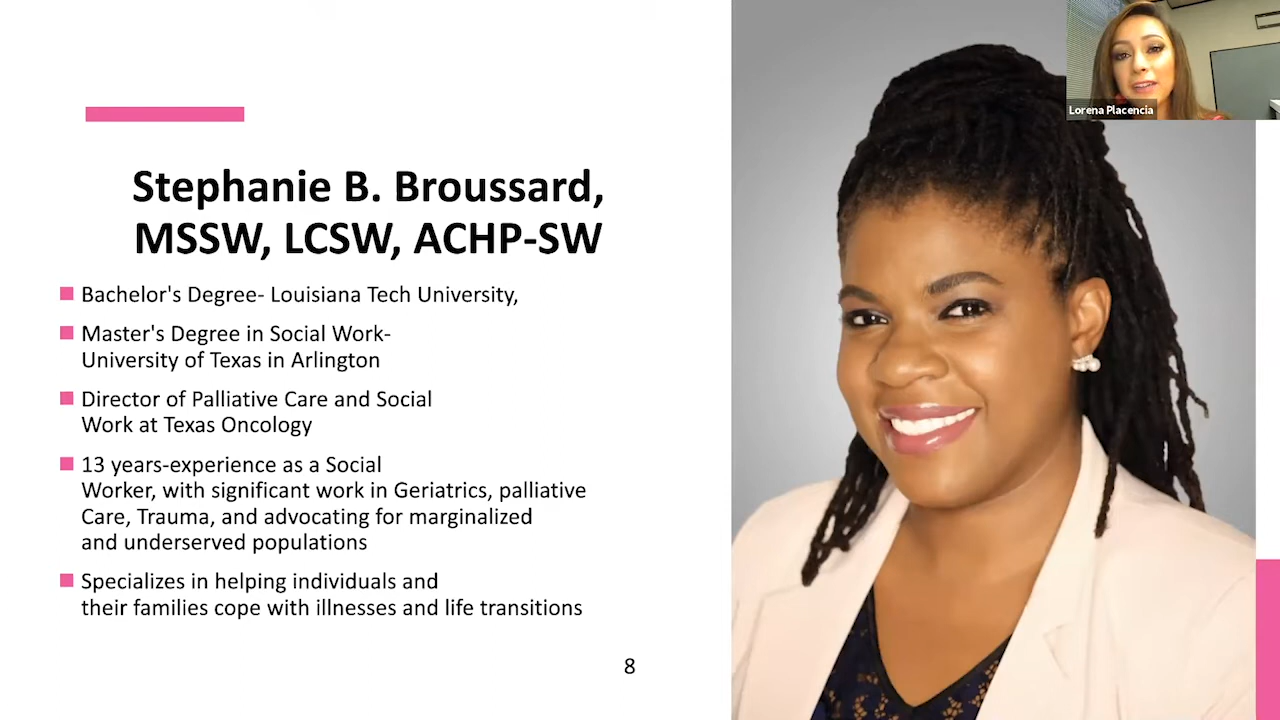 Stephanie B. Broussard,
MSSW, LCSW, ACHP-SW
Bachelor's Degree- Louisiana Tech University,
Master's Degree in Social Work-
University of Texas in Arlington
Director of Palliative Care and Social
Work at Texas Oncology
13 years-experience as a Social
Worker, with significant work in Geriatrics, palliative
Care, Trauma, and advocating for marginalized
and underserved populations
Specializes in helping individuals and
their families cope with illnesses and life transitions
8
Lorena Placencia